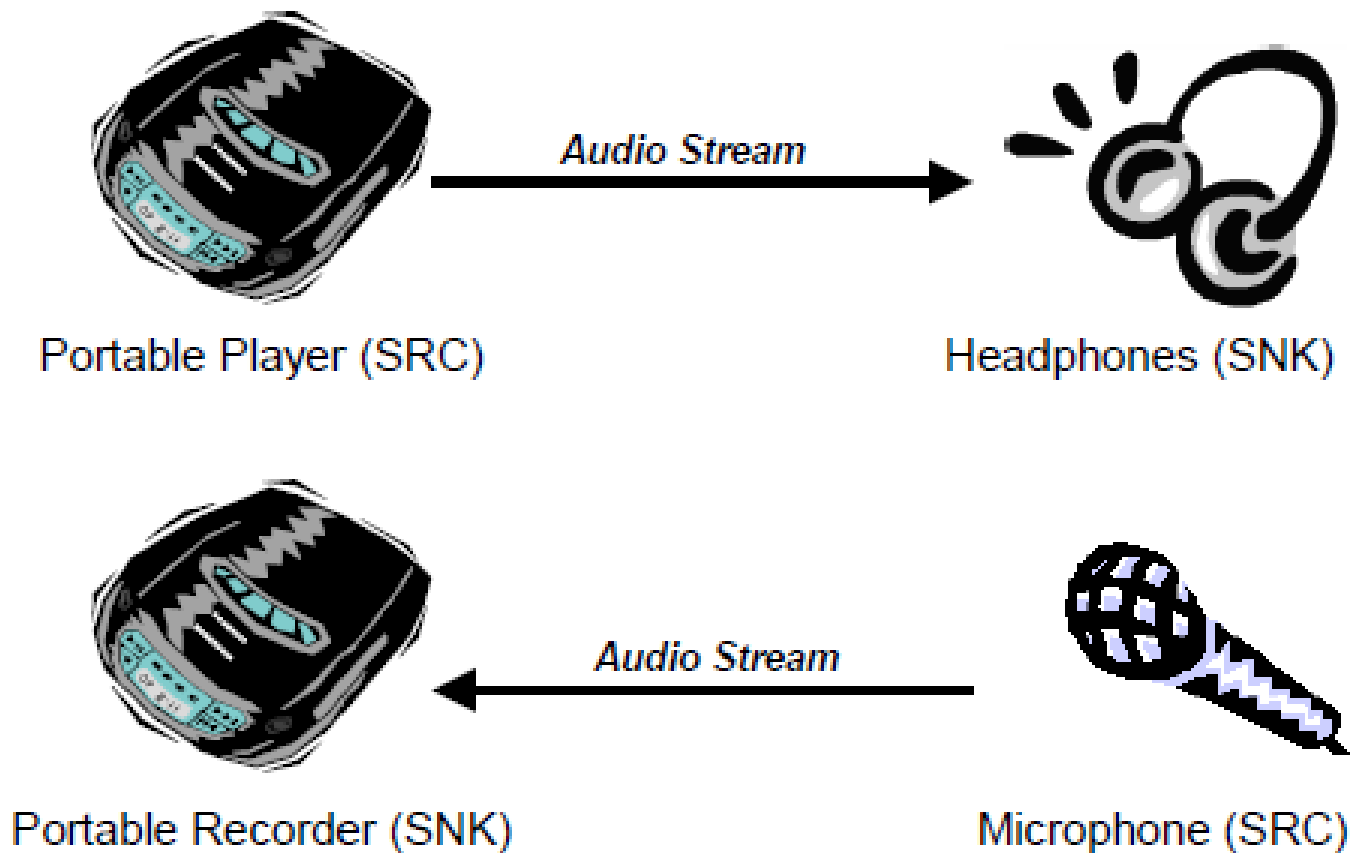 Audio Stream
Portable Player (SRC)
Headphones (SNK)
Audio Stream
Portable Recorder (SNK)
Microphone (SRC)